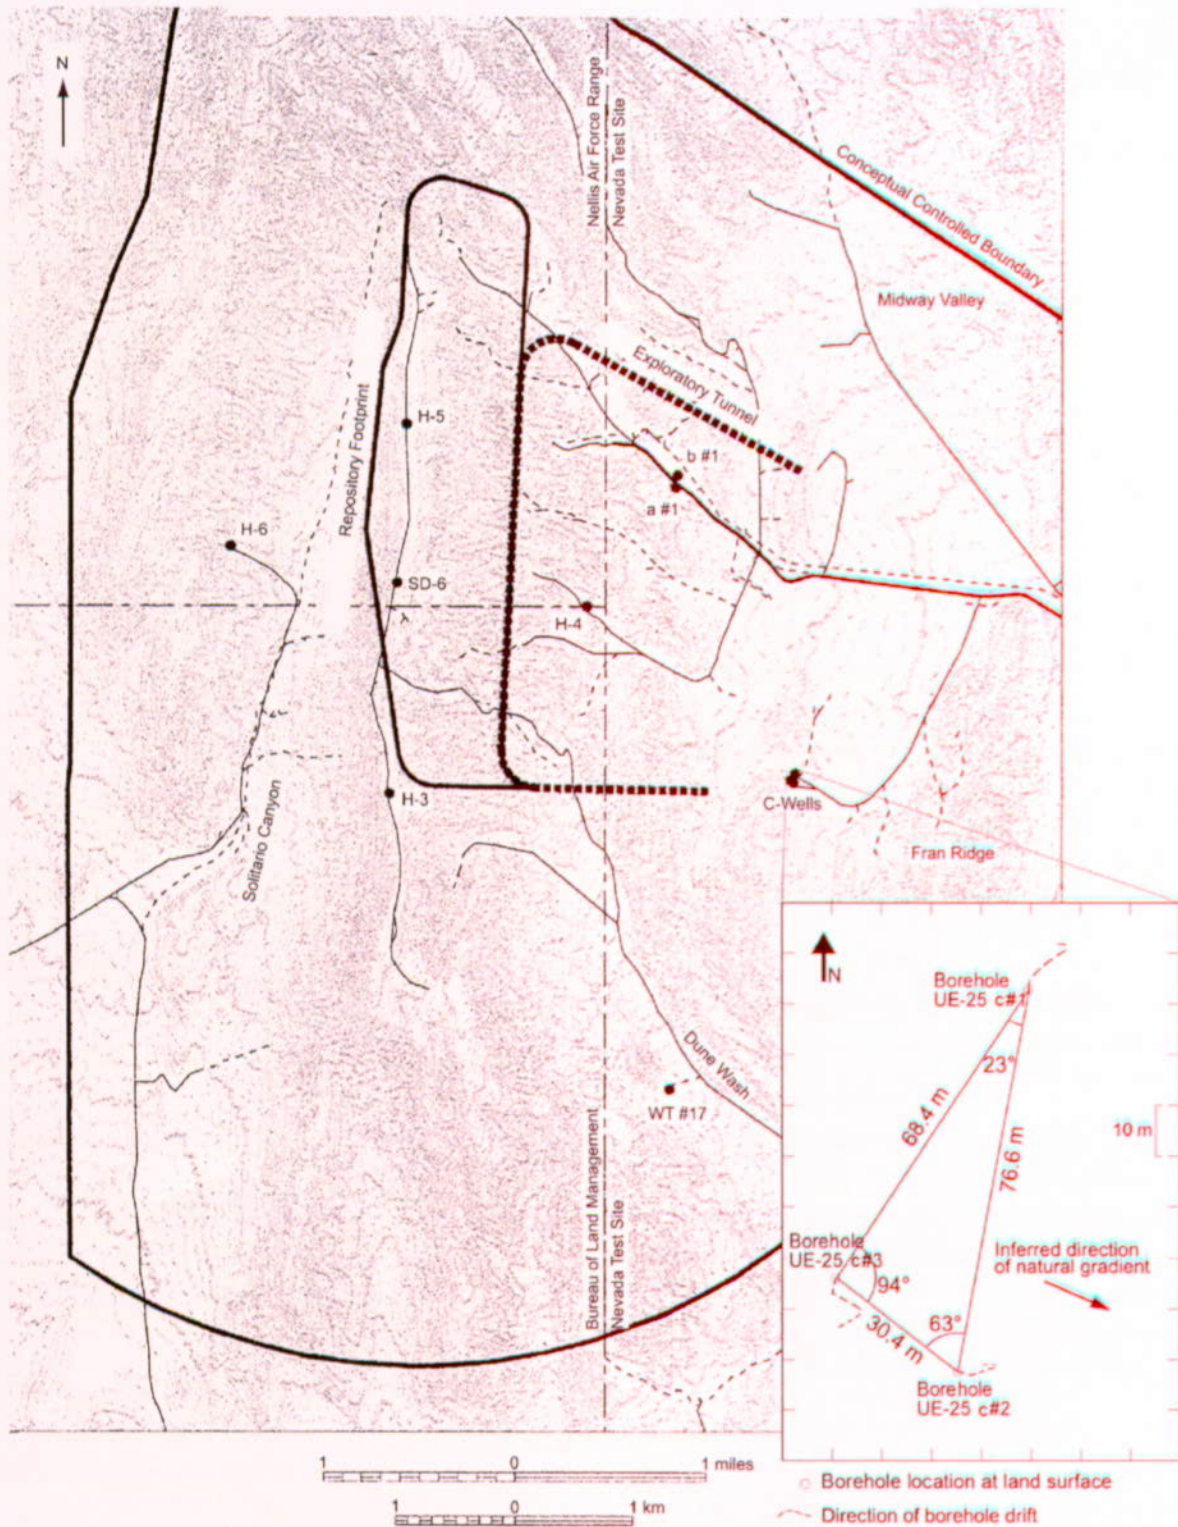 N
Nellis Air Force Range
Nevada Test Site
Conceptual Controlled Boundary
Midway Valley
Exploratory Tunnel
Repository Footprint
H-5
b #1
a #1
H-6
SD-6
H-4
H-3
C-Wells
Solitario Canyon
Fran Ridge
N
Borehole
UE-25 c#1
23°
Dune Wash
WT #17
68.4 m
76.6 m
10 m
Bureau of Land Management
Nevada Test Site
Borehole
UE-25 c#3
Inferred direction
of natural gradient
94°
63°
30.4 m
Borehole
UE-25 c#2
1 0 1 miles
1 0 1 km
Borehole location at land surface
Direction of borehole drift